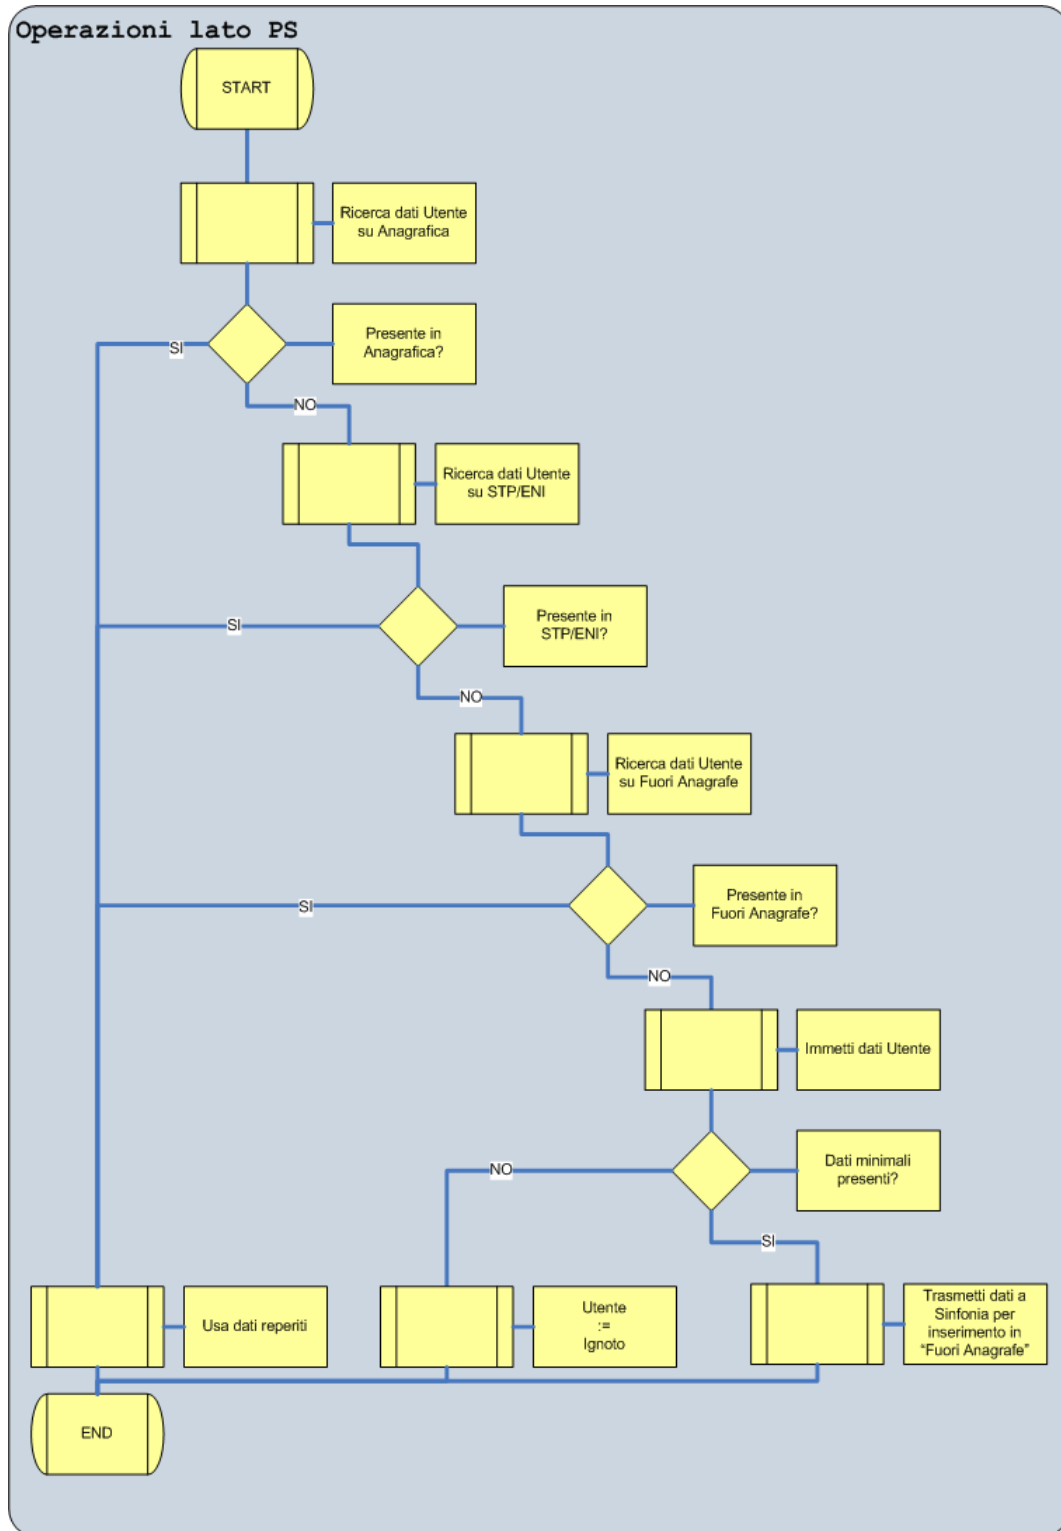 Operazioni lato PS
START
Ricerca dati Utente
su Anagrafica
Presente in
Anagrafica?
SI
NO
Ricerca dati Utente
su STP/ENI
Presente in
STP/ENI?
SI
NO
Ricerca dati Utente
su Fuori Anagrafe
Presente in
Fuori Anagrafe?
SI
NO
Immetti dati Utente
Dati minimali
presenti?
NO
SI
Usa dati reperiti
Utente
:=
Ignoto
Trasmetti dati a
Sinfonia per
inserimento in
“Fuori Anagrafe”
END